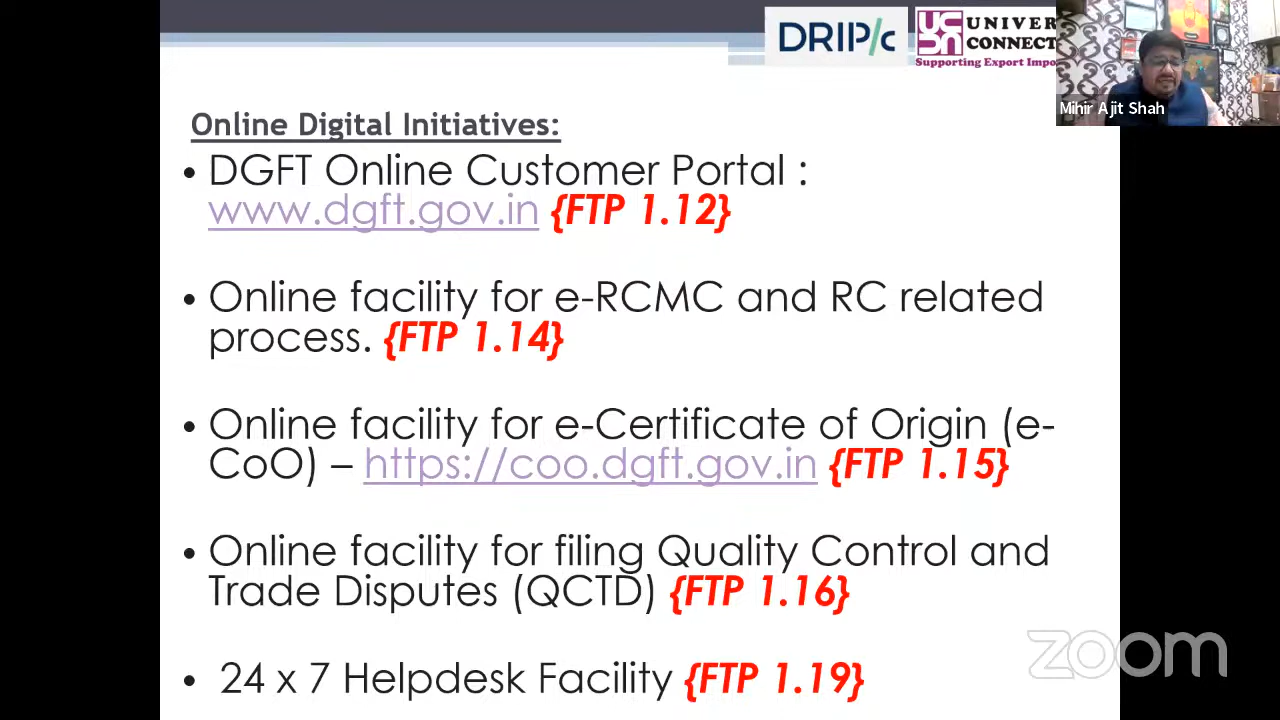 DRIP/c
UNIVER
CONNECT
Supporting Export Impo
Mihir Ajit Shah
Online Digital Initiatives:
• DGFT Online Customer Portal :
www.dgft.gov.in {FTP 1.12}
• Online facility for e-RCMC and RC related
process. {FTP 1.14}
• Online facility for e-Certificate of Origin (e-
CoO) – https://coo.dgft.gov.in {FTP 1.15}
• Online facility for filing Quality Control and
Trade Disputes (QCTD) {FTP 1.16}
• 24 x 7 Helpdesk Facility {FTP 1.19}
zoom